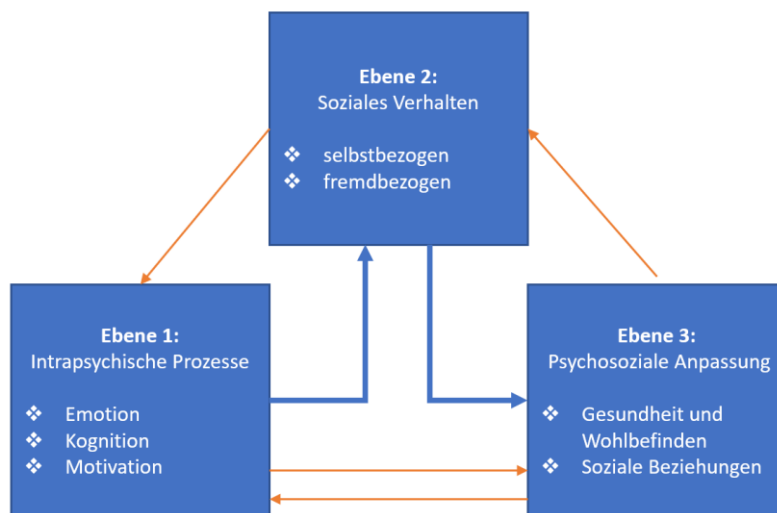 Ebene 2:
Soziales Verhalten
❖ selbstbezogen
❖ fremdbezogen
Ebene 1:
Intrapsychische Prozesse
❖ Emotion
❖ Kognition
❖ Motivation
Ebene 3:
Psychosoziale Anpassung
❖ Gesundheit und
Wohlbefinden
❖ Soziale Beziehungen